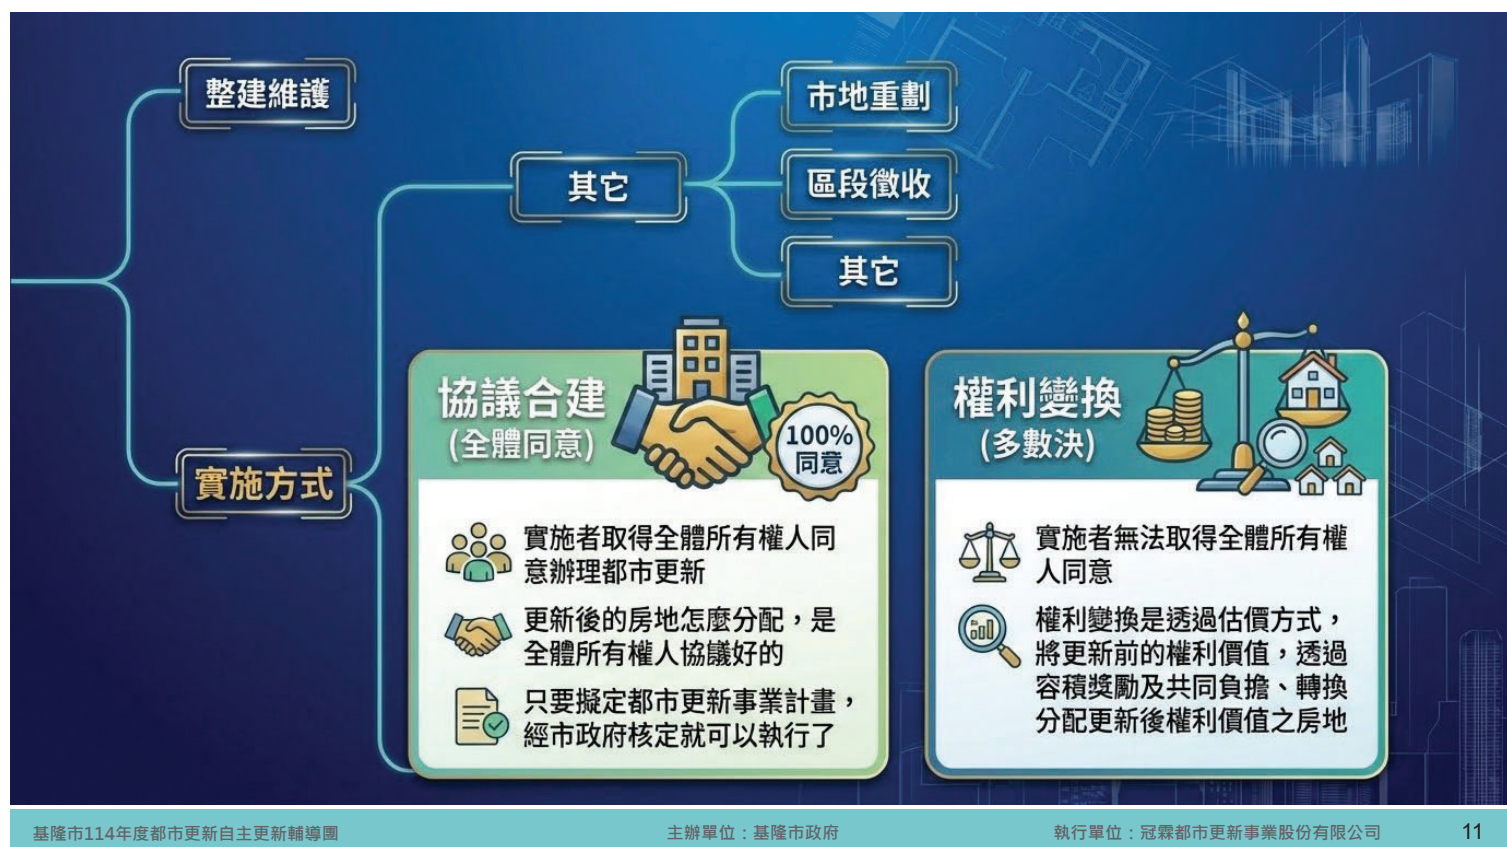 整建維護
市地重劃
其它
區段徵收
其它
實施方式
協議合建
(全體同意)
100%
同意
實施者取得全體所有權人同
意辦理都市更新
更新後的房地怎麼分配，是
全體所有權人協議好的
只要擬定都市更新事業計畫，
經市政府核定就可以執行了
權利變換
(多數決)
實施者無法取得全體所有權
人同意
權利變換是透過估價方式，
將更新前的權利價值，透過
容積獎勵及共同負擔、轉換
分配更新後權利價值之房地
基隆市114年度都市更新自主更新輔導團
主辦單位：基隆市政府
執行單位：冠霖都市更新事業股份有限公司
11